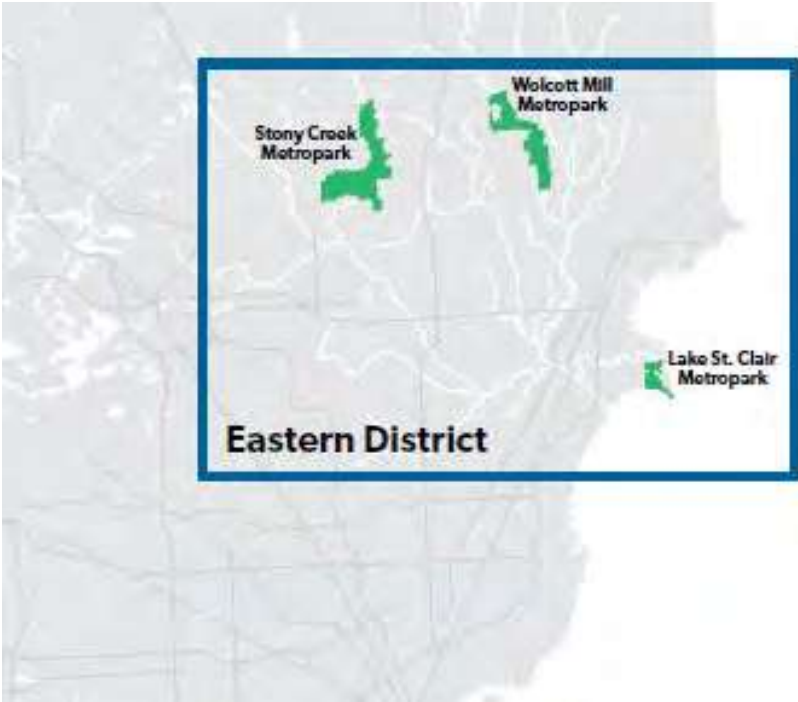 Wolcott Mill
Metropark
Stony Creek
Metropark
Lake St. Clair
Metropark
Eastern District